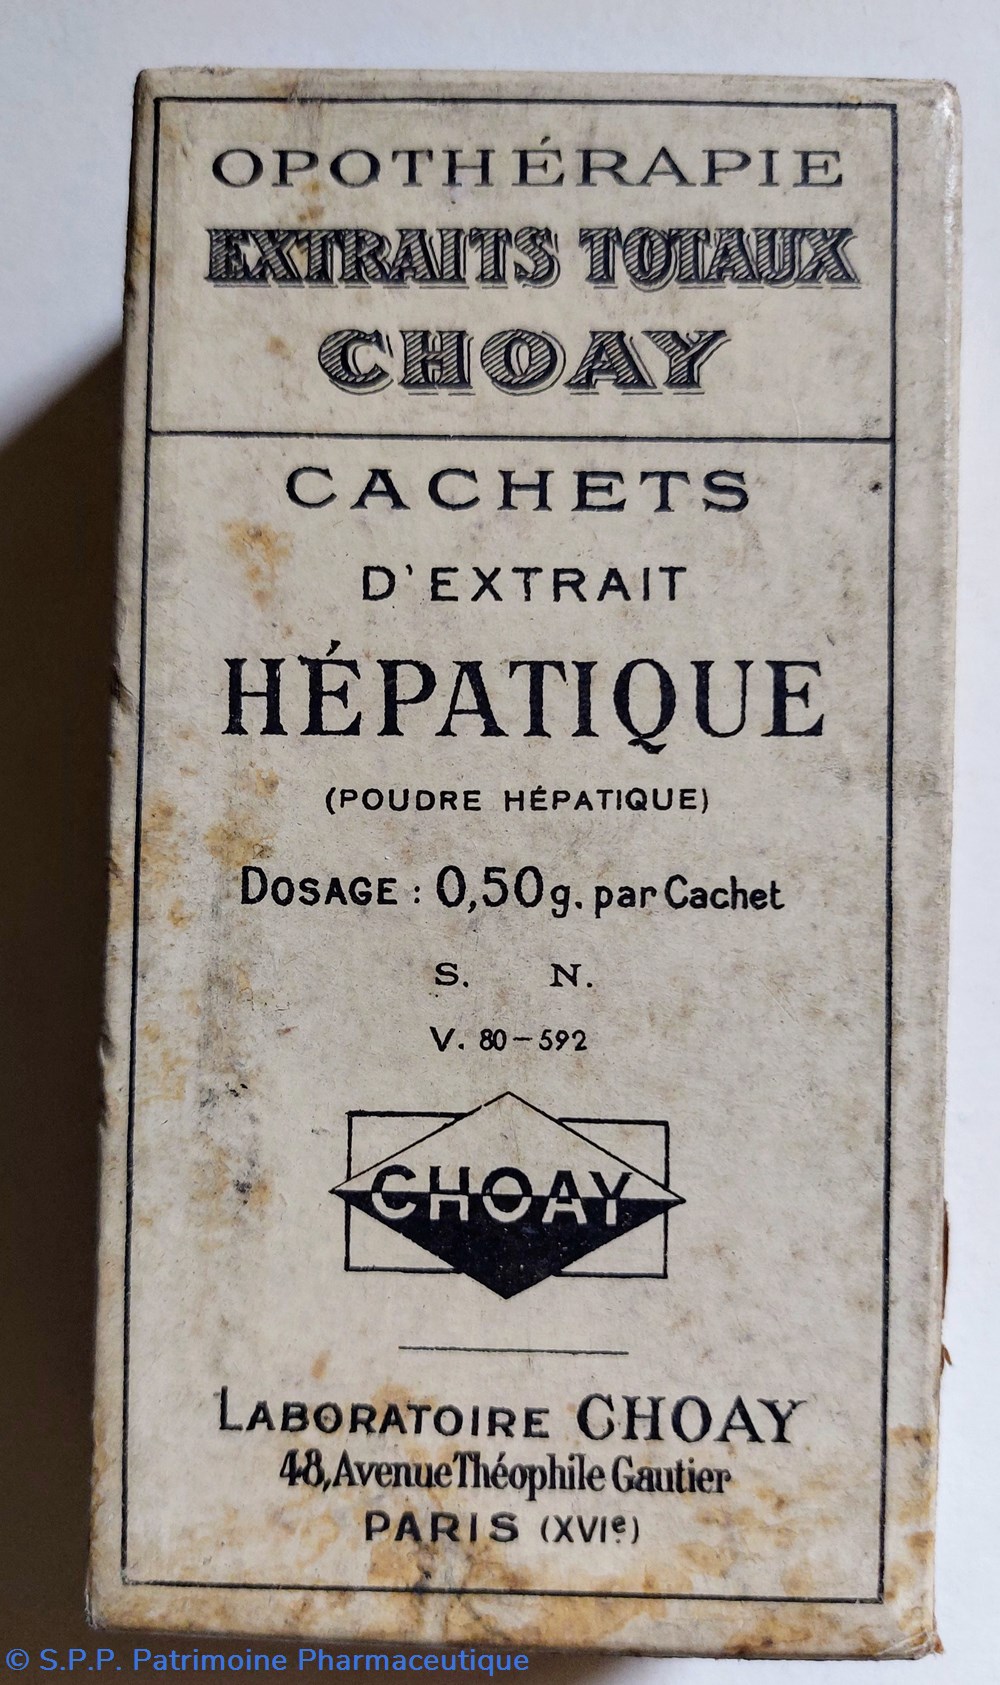 OPOTHÉRAPIE
EXTRAITS TOTAUX
CHOAY
CACHETS
D'EXTRAIT
HÉPATIQUE
(POUDRE HÉPATIQUE)
DOSAGE : 0,50g. par Cachet
S. N.
V. 80-592
CHOAY
LABORATOIRE CHOAY
48, Avenue Théophile Gautier
PARIS (XVIe)
© S.P.P. Patrimoine Pharmaceutique